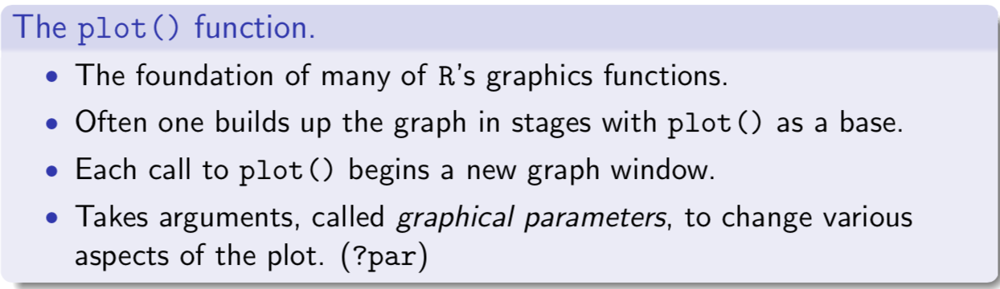 The plot() function.
• The foundation of many of R's graphics functions.
• Often one builds up the graph in stages with plot() as a base.
• Each call to plot() begins a new graph window.
• Takes arguments, called graphical parameters, to change various
aspects of the plot. (?par)